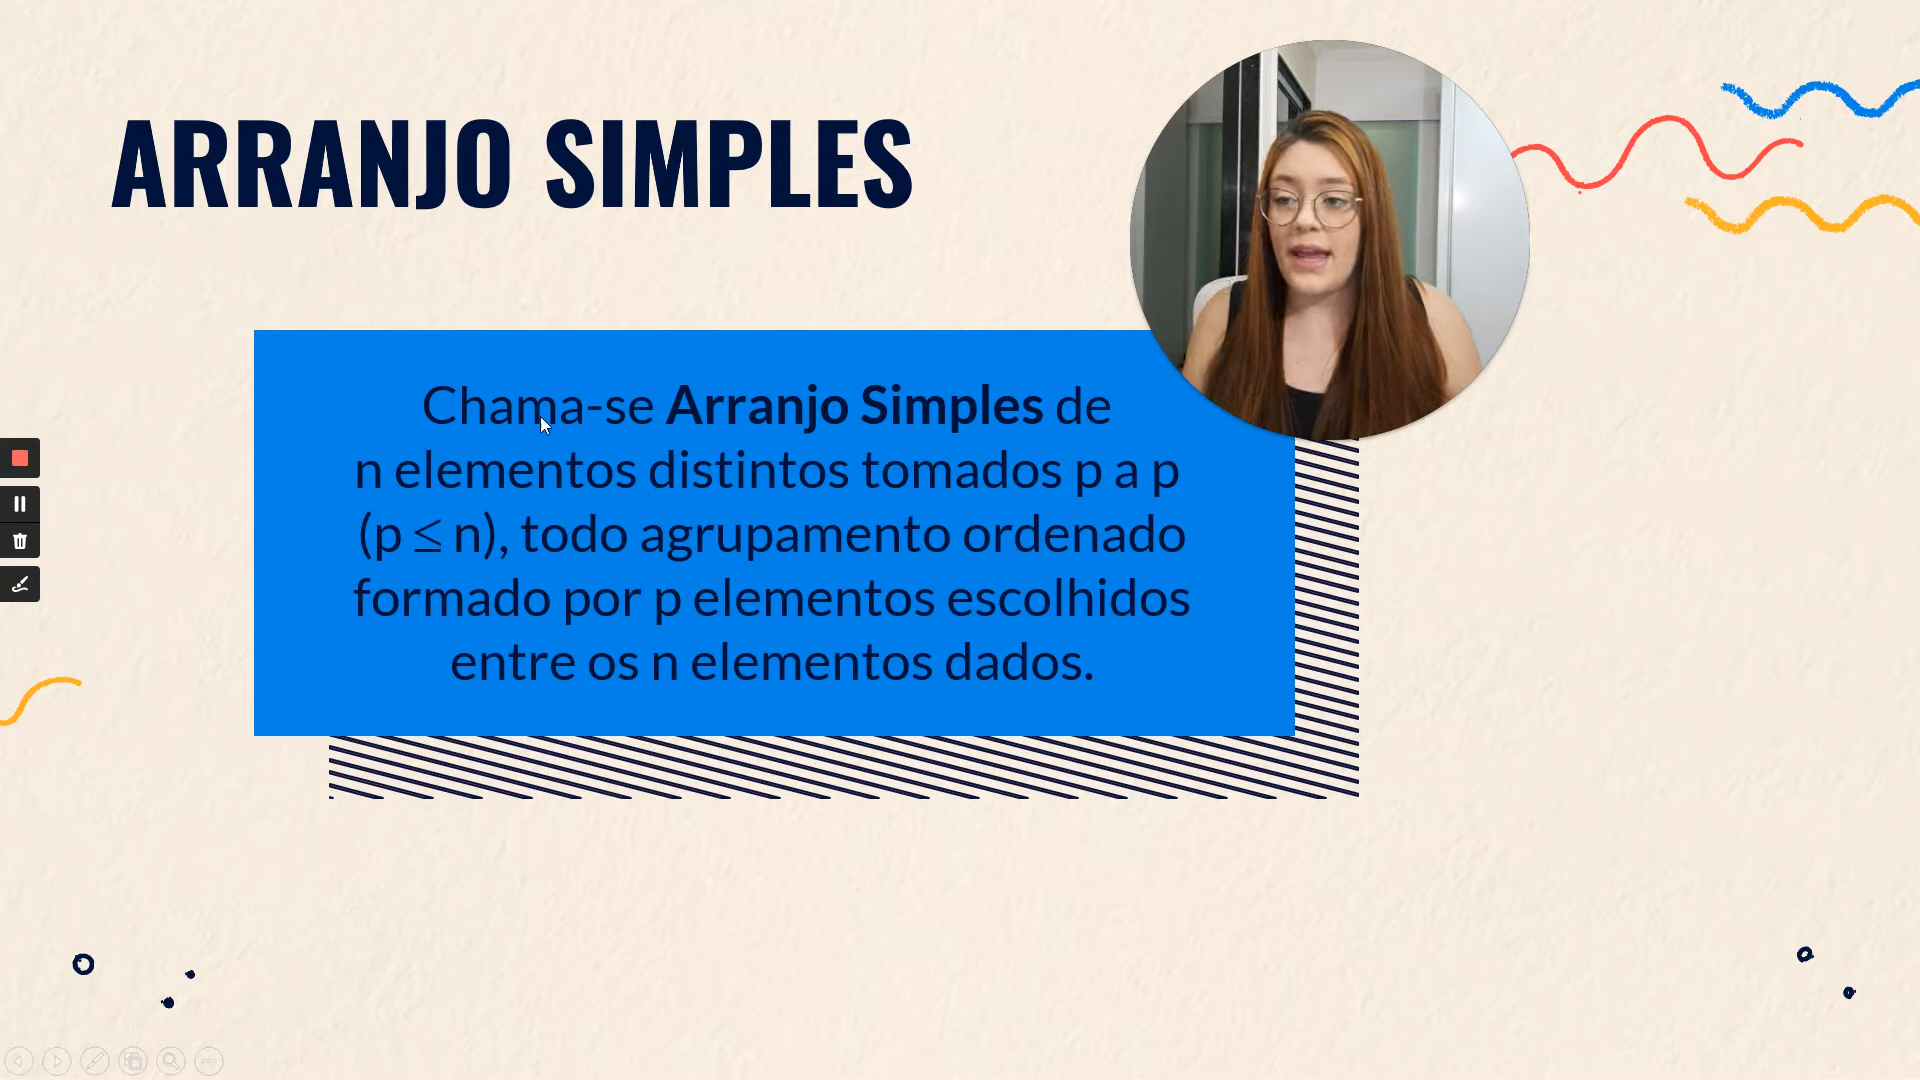 ARRANJO SIMPLES
Chama-se Arranjo Simples de
n elementos distintos tomados p a p
(p ≤ n), todo agrupamento ordenado
formado por p elementos escolhidos
entre os n elementos dados.